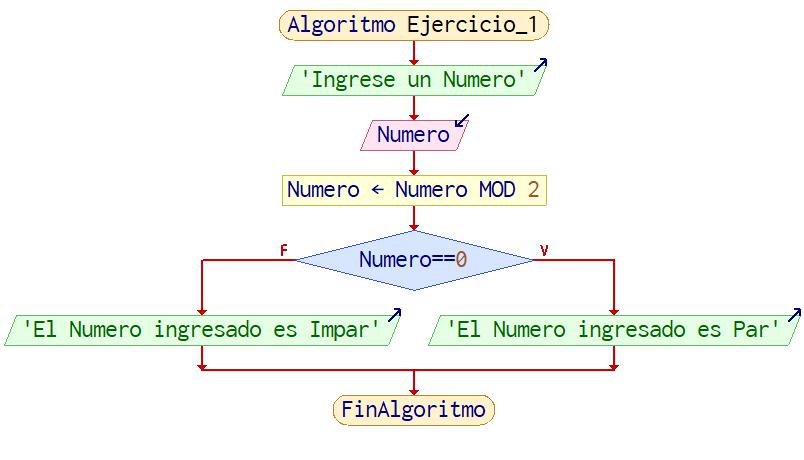 Algoritmo Ejercicio_1
'Ingrese un Numero'
Numero
Numero ← Numero MOD 2
Numero==0
F
V
'El Numero ingresado es Impar'
'El Numero ingresado es Par'
FinAlgoritmo